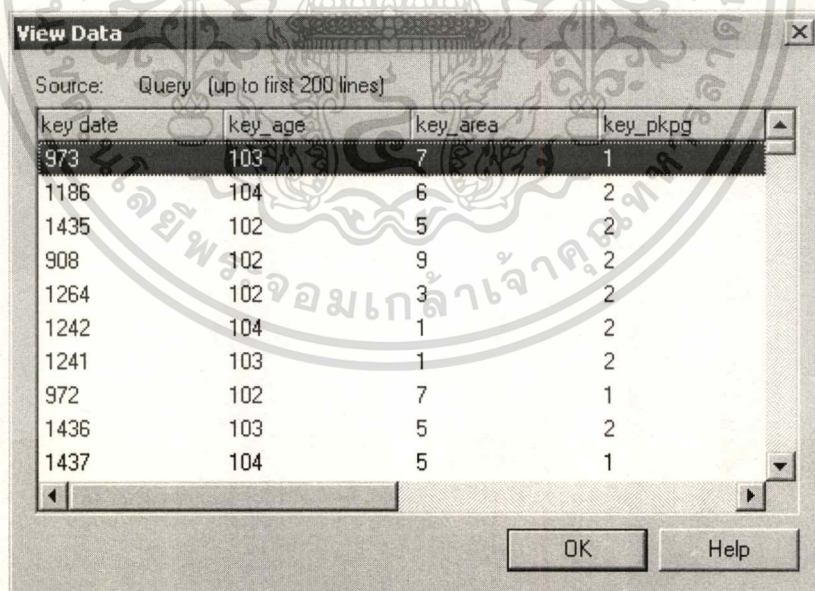 View Data
Source: Query (up to first 200 lines)
key date key_age key_area key_pkpg
973 103 7 1
1186 104 6 2
1435 102 5 2
908 102 9 2
1264 102 3 2
1242 104 1 2
1241 103 1 2
972 102 7 1
1436 103 5 2
1437 104 5 1
OK Help